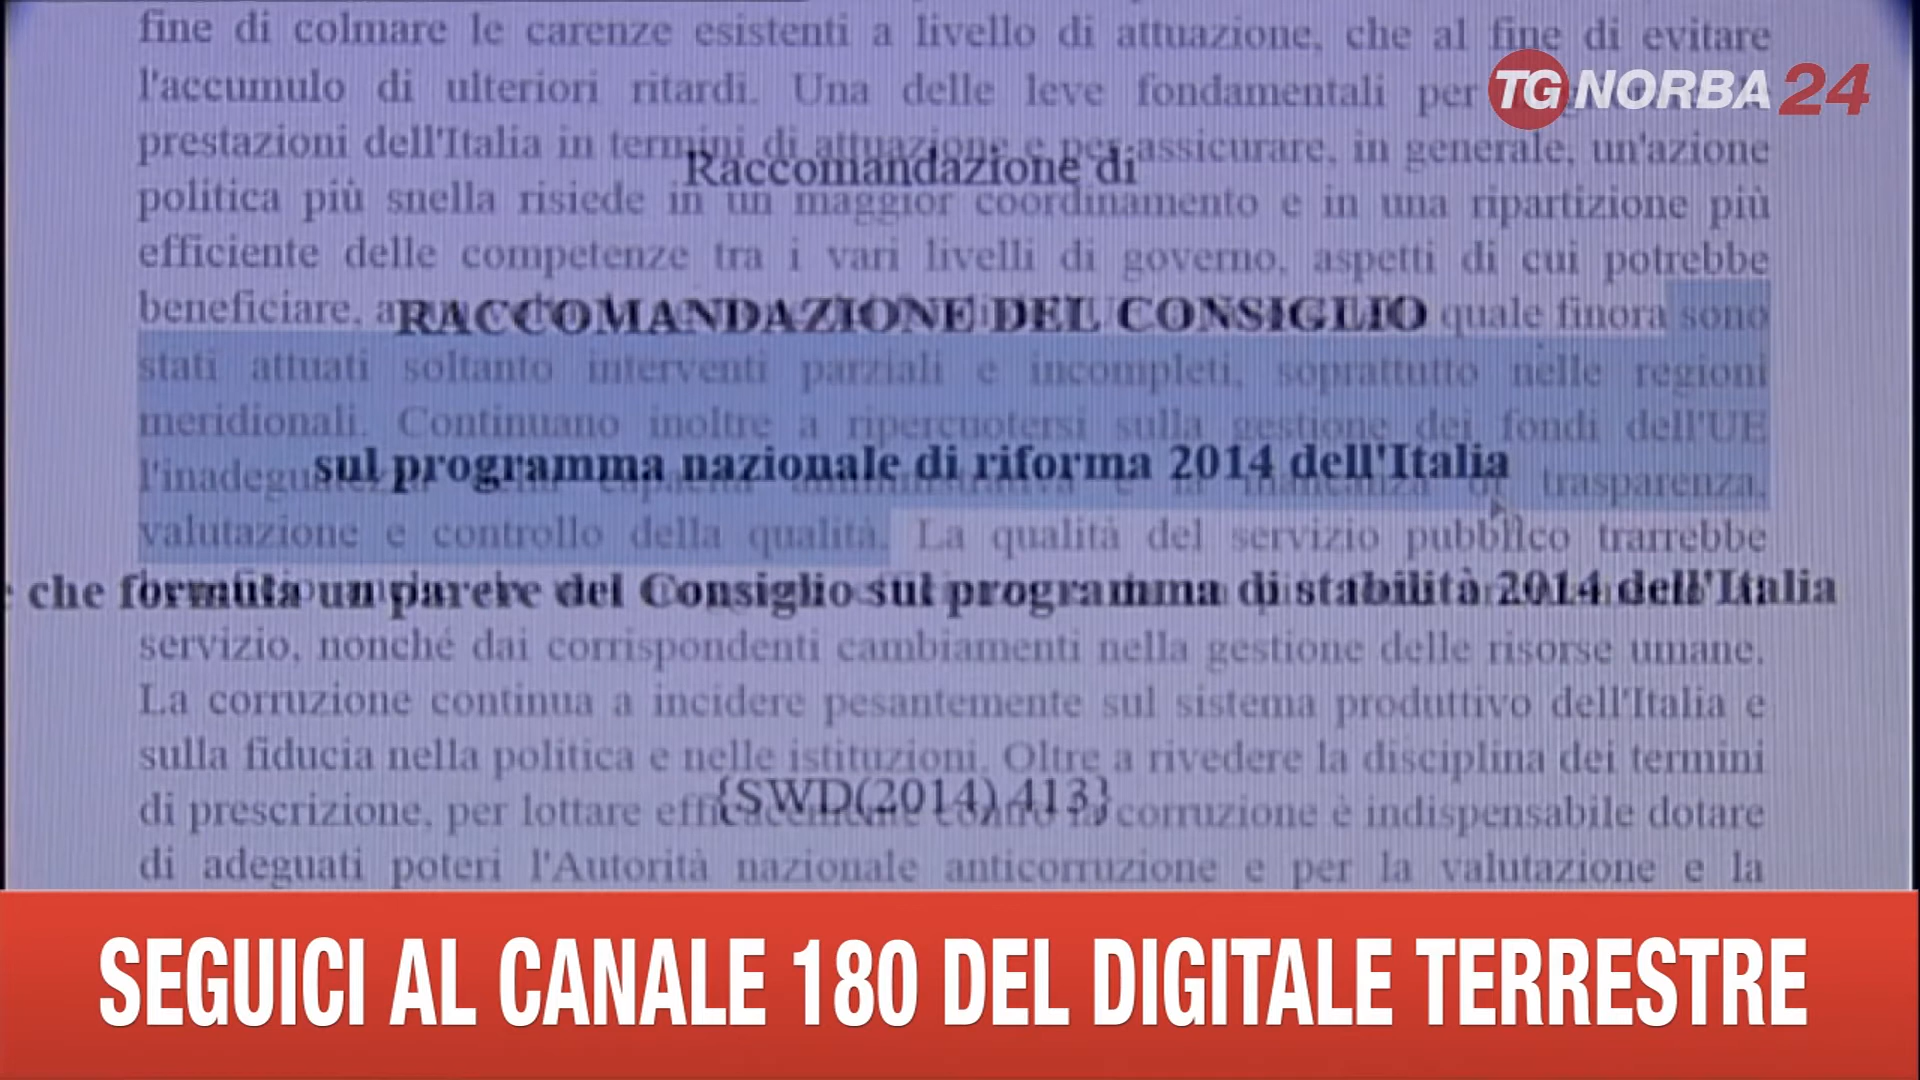 fine di colmare le carenze esistenti a livello di attuazione, che al fine di evitare
l'accumulo di ulteriori ritardi. Una delle leve fondamentali per
TG NORBA 24
prestazioni dell'Italia in termini di attuazione e per assicurare, in generale, un'azione
Raccomandazione di
politica più snella risiede in un maggior coordinamento e in una ripartizione più
efficiente delle competenze tra i vari livelli di governo, aspetti di cui potrebbe
beneficiare, quale finora sono
RACCOMANDAZIONE DEL CONSIGLIO
stati attuati soltanto interventi parziali e incompleti, soprattutto nelle regioni
meridionali. Continuano inoltre a ripercuotersi sulla gestione dei fondi dell'UE
sul programma nazionale di riforma 2014 dell'Italia
trasparenza,
valutazione e controllo della qualità. La qualità del servizio pubblico trarrebbe
che formula un parere del Consiglio sul programma di stabilità 2014 dell'Italia
servizio, nonché dai corrispondenti cambiamenti nella gestione delle risorse umane.
La corruzione continua a incidere pesantemente sul sistema produttivo dell'Italia e
sulla fiducia nella politica e nelle istituzioni. Oltre a rivedere la disciplina dei termini
{SWD(2014) 413}
di prescrizione, per lottare corruzione è indispensabile dotare
di adeguati poteri l'Autorità nazionale anticorruzione e per la valutazione e la
SEGUICI AL CANALE 180 DEL DIGITALE TERRESTRE